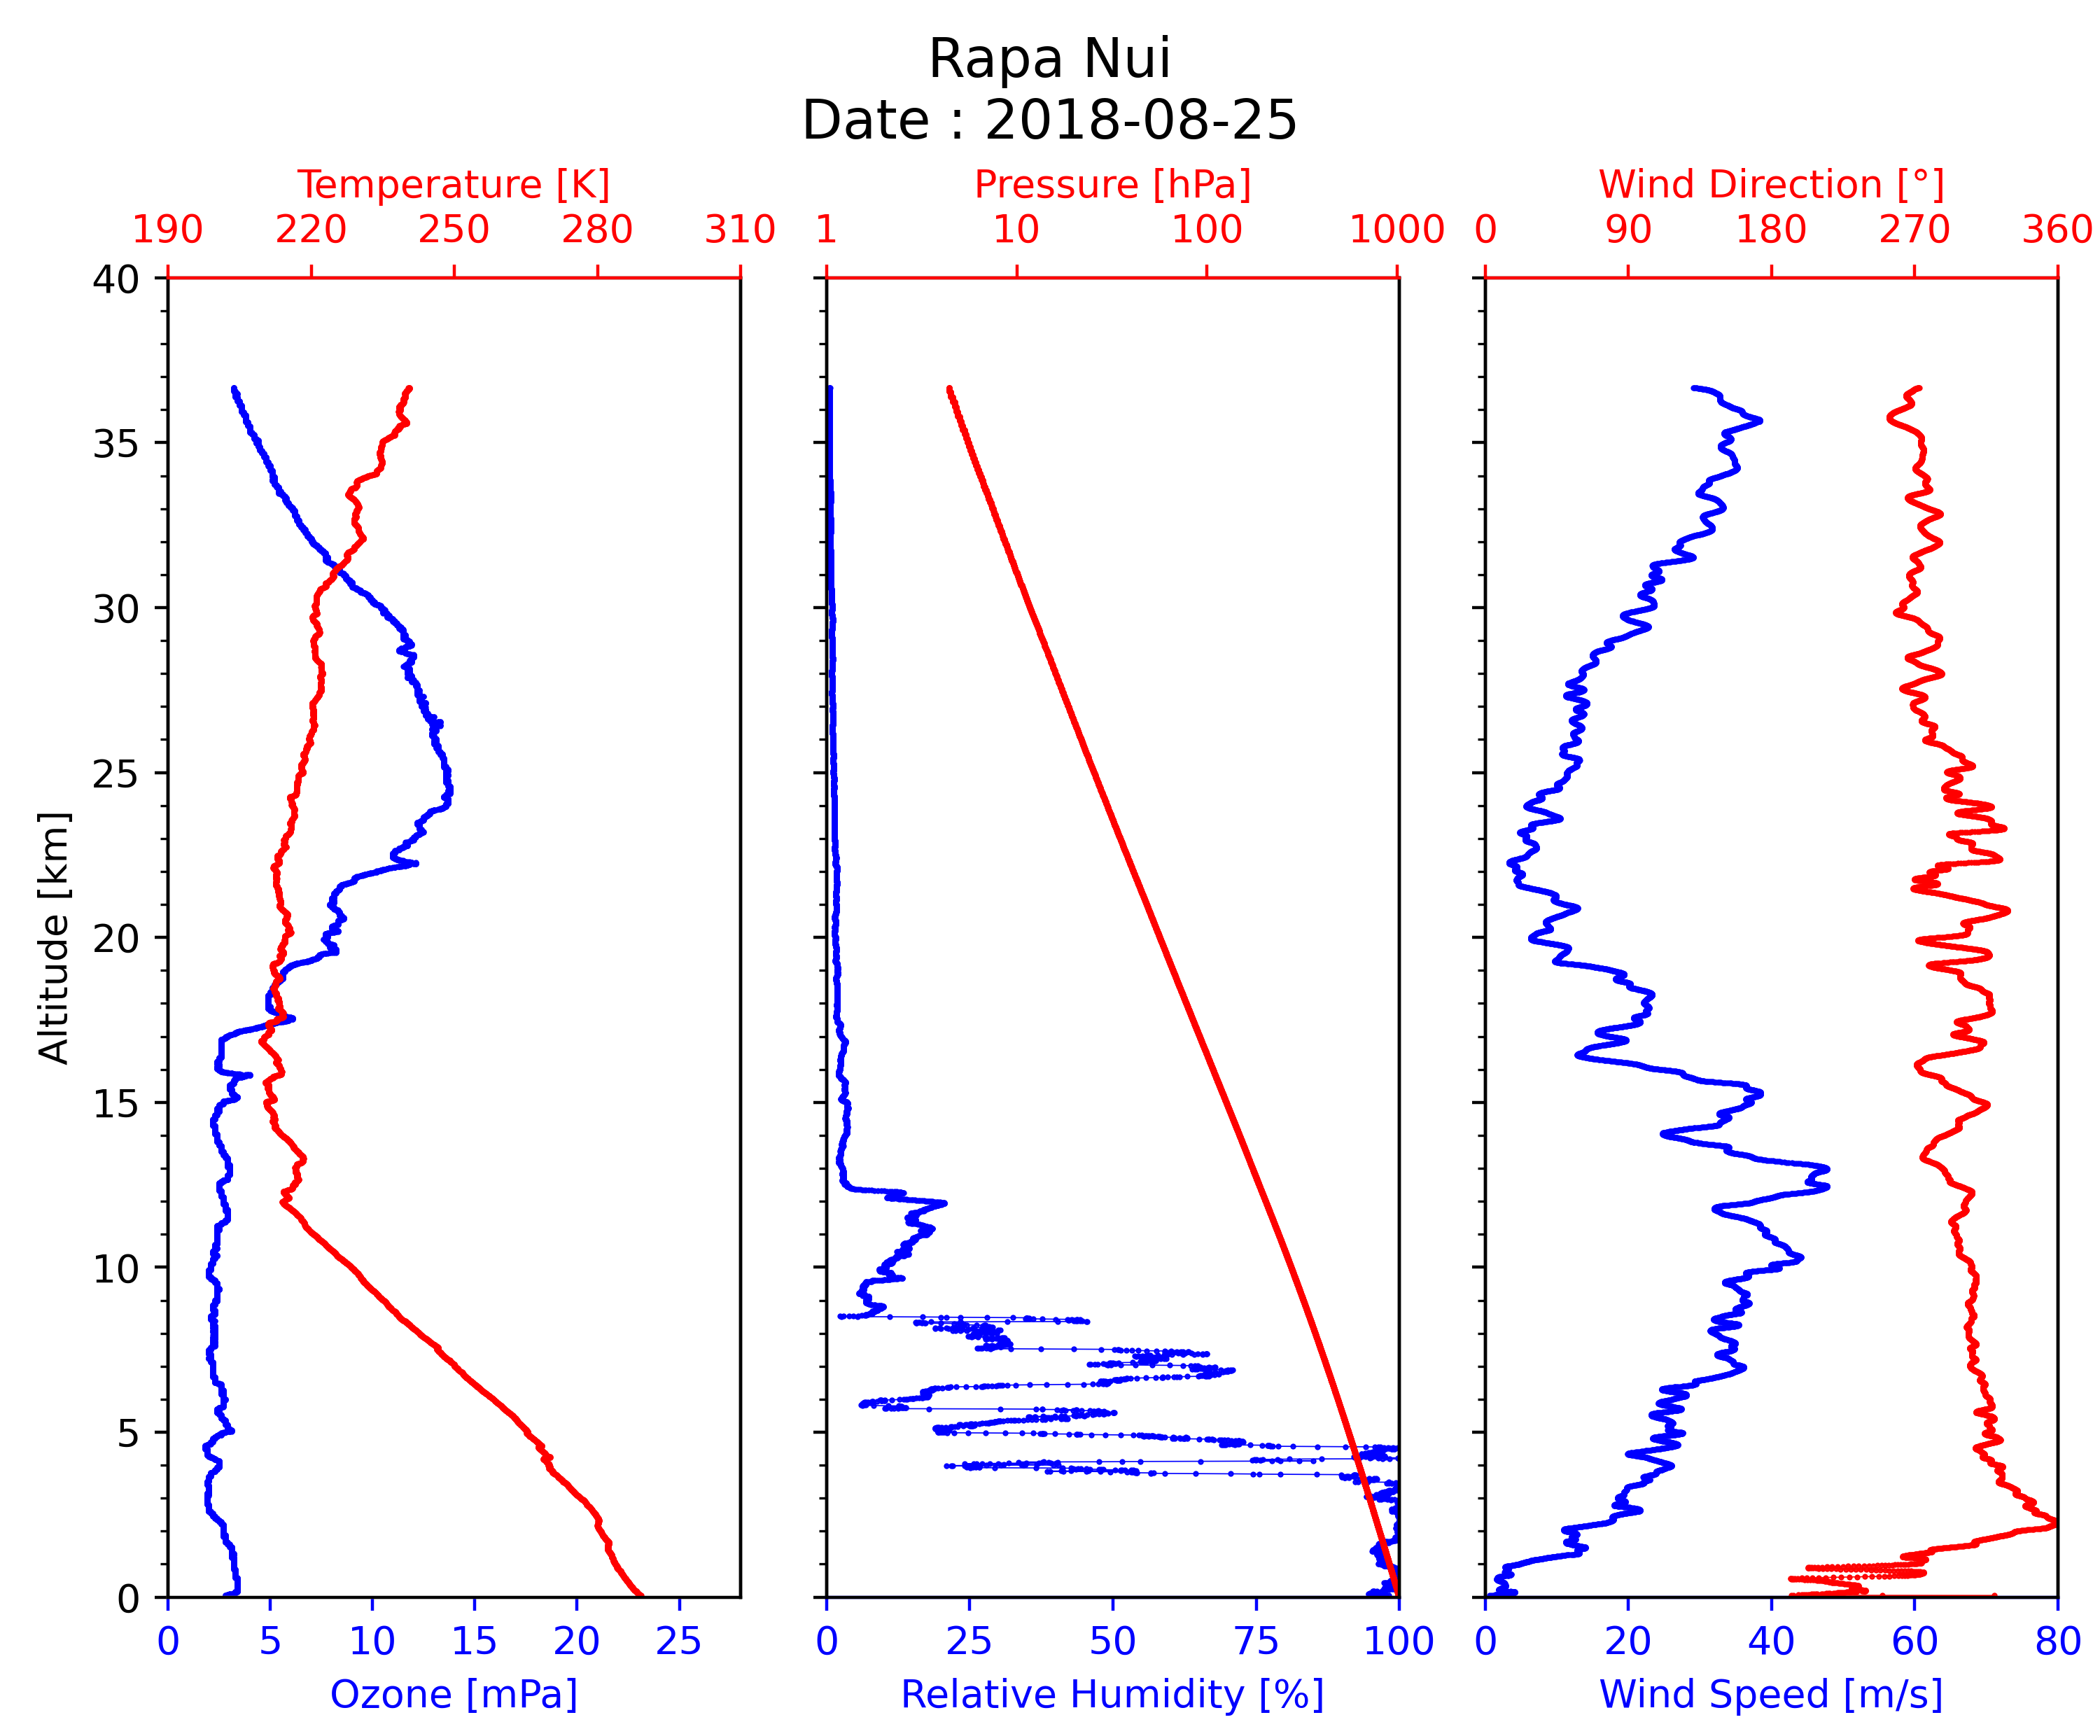 Rapa Nui
Date : 2018-08-25
Temperature [K]
190 220 250 280 310
Pressure [hPa]
1 10 100 1000
Wind Direction [°]
0 90 180 270 360
Altitude [km]
40
35
30
25
20
15
10
5
0
0 5 10 15 20 25
Ozone [mPa]
0 25 50 75 100
Relative Humidity [%]
0 20 40 60 80
Wind Speed [m/s]